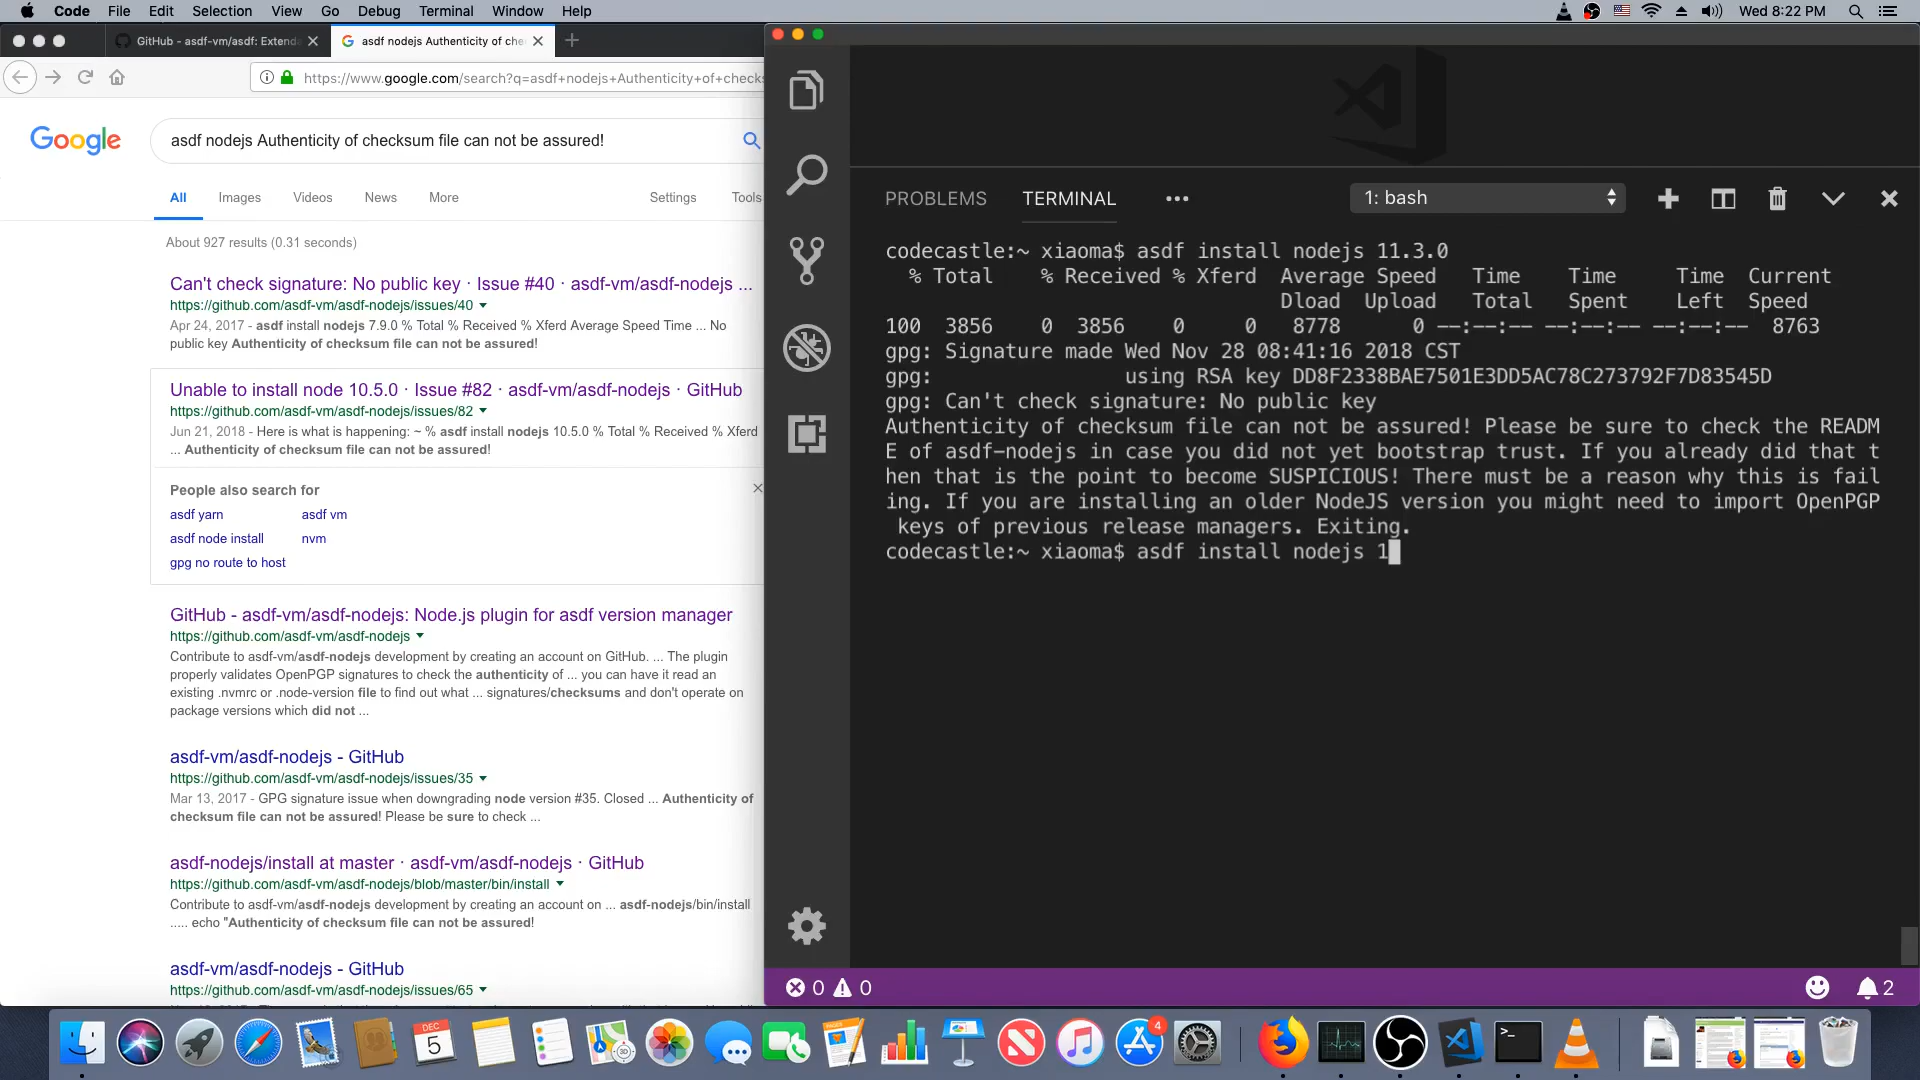 Code File Edit Selection View Go Debug Terminal Window Help
Wed 8:22 PM
GitHub - asdf-vm/asdf: Extend
asdf nodejs Authenticity of che
https://www.google.com/search?q=asdf+nodejs+Authenticity+of+checks
Google
asdf nodejs Authenticity of checksum file can not be assured!
All Images Videos News More Settings Tools
About 927 results (0.31 seconds)
Can't check signature: No public key · Issue #40 · asdf-vm/asdf-nodejs ...
https://github.com/asdf-vm/asdf-nodejs/issues/40
Apr 24, 2017 - asdf install nodejs 7.9.0 % Total % Received % Xferd Average Speed Time ... No
public key Authenticity of checksum file can not be assured!
Unable to install node 10.5.0 · Issue #82 · asdf-vm/asdf-nodejs · GitHub
https://github.com/asdf-vm/asdf-nodejs/issues/82
Jun 21, 2018 - Here is what is happening: ~ % asdf install nodejs 10.5.0 % Total % Received % Xferd
... Authenticity of checksum file can not be assured!
People also search for
asdf yarn asdf vm
asdf node install nvm
gpg no route to host
GitHub - asdf-vm/asdf-nodejs: Node.js plugin for asdf version manager
https://github.com/asdf-vm/asdf-nodejs
Contribute to asdf-vm/asdf-nodejs development by creating an account on GitHub. ... The plugin
properly validates OpenPGP signatures to check the authenticity of ... you can have it read an
existing .nvmrc or .node-version file to find out what ... signatures/checksums and don't operate on
package versions which did not ...
asdf-vm/asdf-nodejs - GitHub
https://github.com/asdf-vm/asdf-nodejs/issues/35
Mar 13, 2017 - GPG signature issue when downgrading node version #35. Closed ... Authenticity of
checksum file can not be assured! Please be sure to check ...
asdf-nodejs/install at master · asdf-vm/asdf-nodejs · GitHub
https://github.com/asdf-vm/asdf-nodejs/blob/master/bin/install
Contribute to asdf-vm/asdf-nodejs development by creating an account on ... asdf-nodejs/bin/install
..... echo "Authenticity of checksum file can not be assured!
asdf-vm/asdf-nodejs - GitHub
https://github.com/asdf-vm/asdf-nodejs/issues/65
PROBLEMS TERMINAL ••• 1: bash
codecastle:~ xiaoma$ asdf install nodejs 11.3.0
% Total % Received % Xferd Average Speed Time Time Time Current
Dload Upload Total Spent Left Speed
100 3856 0 3856 0 0 8778 0 --:--:-- --:--:-- --:--:-- 8763
gpg: Signature made Wed Nov 28 08:41:16 2018 CST
gpg: using RSA key DD8F2338BAE7501E3DD5AC78C273792F7D83545D
gpg: Can't check signature: No public key
Authenticity of checksum file can not be assured! Please be sure to check the READM
E of asdf-nodejs in case you did not yet bootstrap trust. If you already did that t
hen that is the point to become SUSPICIOUS! There must be a reason why this is fail
ing. If you are installing an older NodeJS version you might need to import OpenPGP
keys of previous release managers. Exiting.
codecastle:~ xiaoma$ asdf install nodejs 1
0 0
2
DEC
5
3D
4
>_